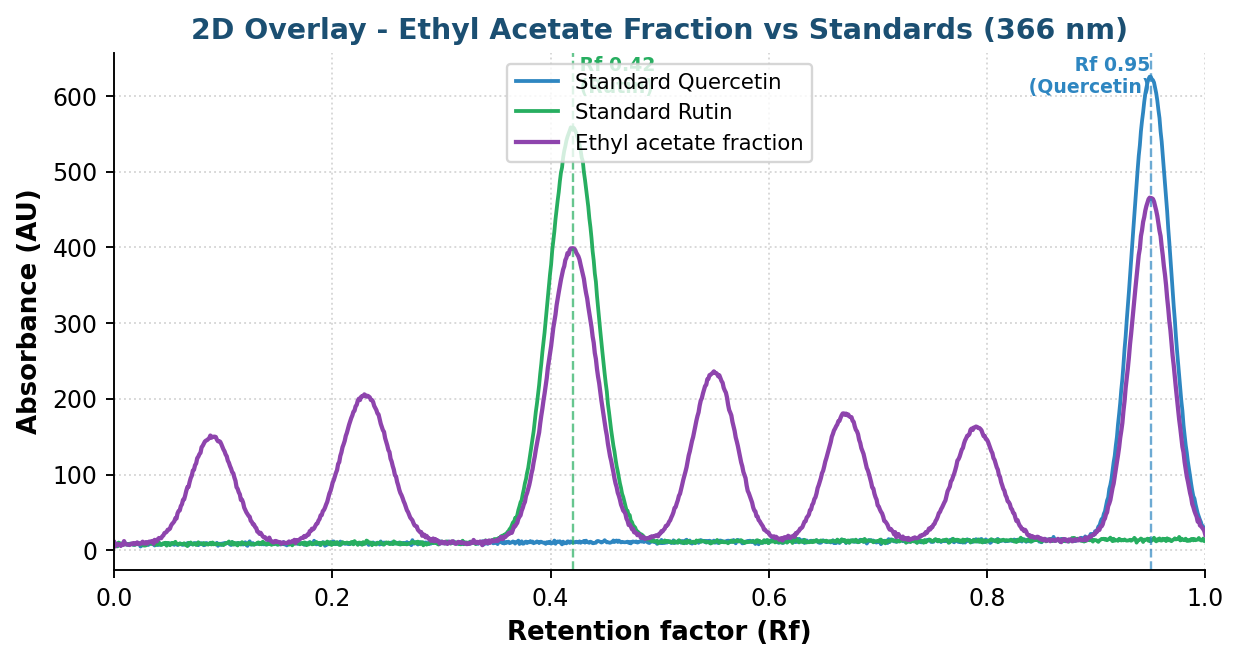 2D Overlay - Ethyl Acetate Fraction vs Standards (366 nm)
Rf 0.42
(Rutin)
Rf 0.95
(Quercetin)
Standard Quercetin
Standard Rutin
Ethyl acetate fraction
600
500
400
300
200
100
0
Absorbance (AU)
0.0 0.2 0.4 0.6 0.8 1.0
Retention factor (Rf)